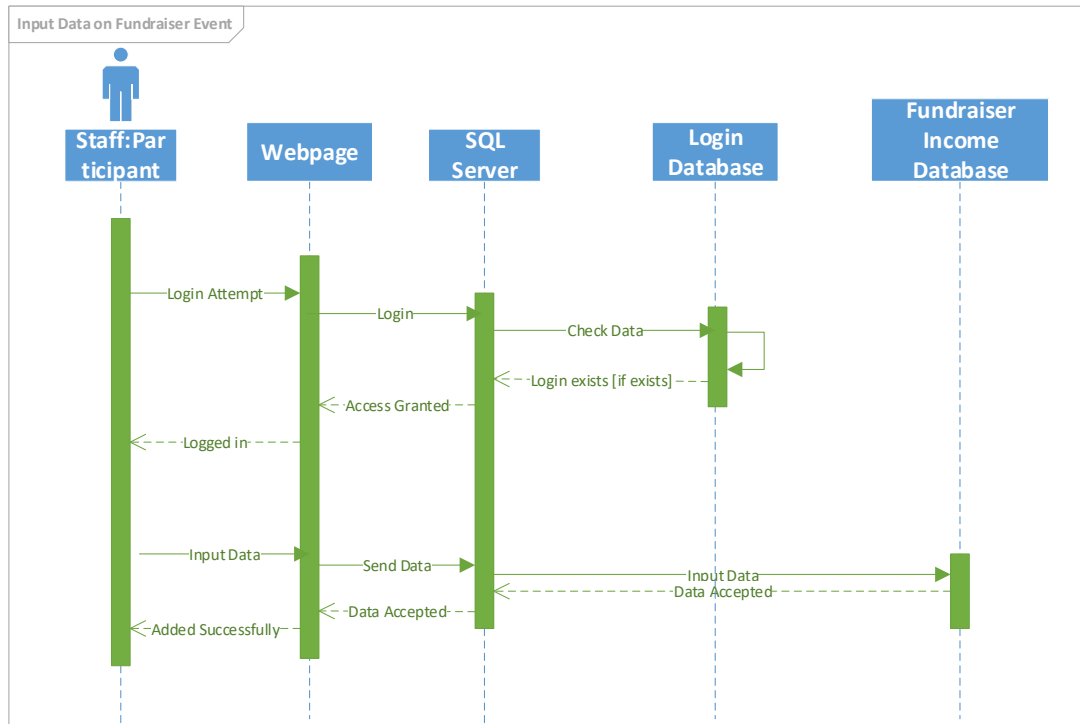 Input Data on Fundraiser Event
Staff:Par
ticipant
Webpage
SQL
Server
Login
Database
Fundraiser
Income
Database
Login Attempt
Login
Check Data
Login exists [if exists]
Access Granted
Logged in
Input Data
Send Data
Input Data
Data Accepted
Data Accepted
Added Successfully